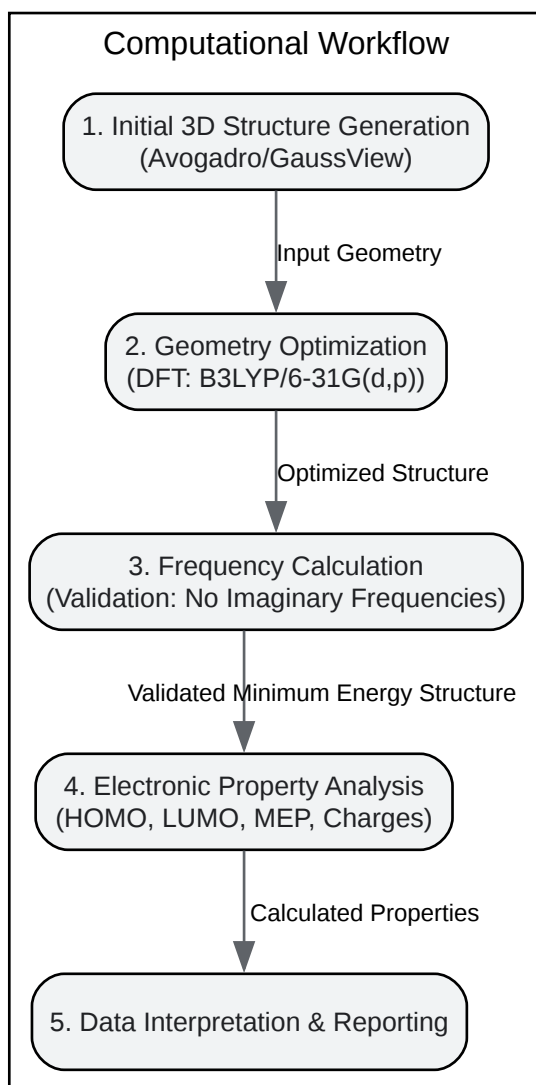 Computational Workflow
1. Initial 3D Structure Generation
(Avogadro/GaussView)
Input Geometry
2. Geometry Optimization
(DFT: B3LYP/6-31G(d,p))
Optimized Structure
3. Frequency Calculation
(Validation: No Imaginary Frequencies)
Validated Minimum Energy Structure
4. Electronic Property Analysis
(HOMO, LUMO, MEP, Charges)
Calculated Properties
5. Data Interpretation & Reporting